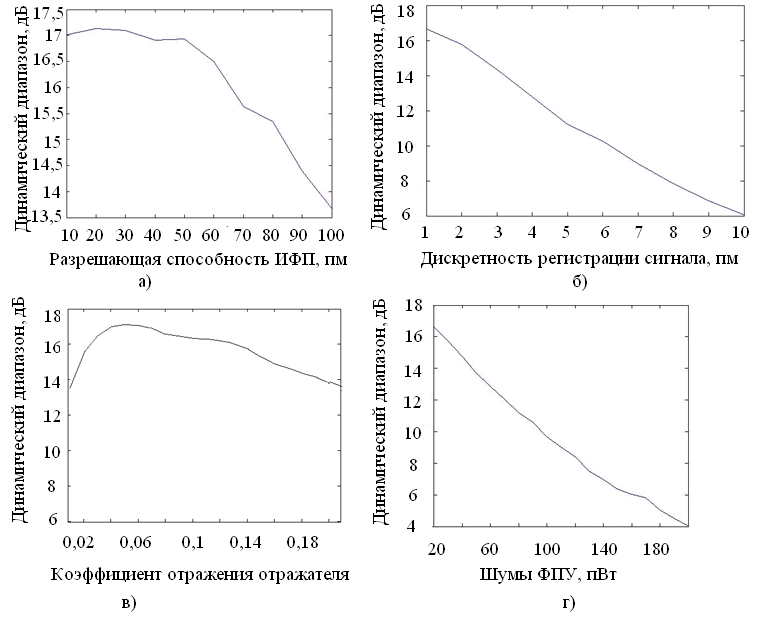 Динамический диапазон, дБ
17,5
17
16,5
16
15,5
15
14,5
14
13,5
10 20 30 40 50 60 70 80 90 100
Разрешающая способность ИФП, пм
а)
Динамический диапазон, дБ
18
16
14
12
10
8
6
1 2 3 4 5 6 7 8 9 10
Дискретность регистрации сигнала, пм
б)
Динамический диапазон, дБ
18
16
14
12
10
8
6
0,02 0,06 0,1 0,14 0,18
Коэффициент отражения отражателя
в)
Динамический диапазон, дБ
18
16
14
12
10
8
6
4
20 60 100 140 180
Шумы ФПУ, пВт
г)